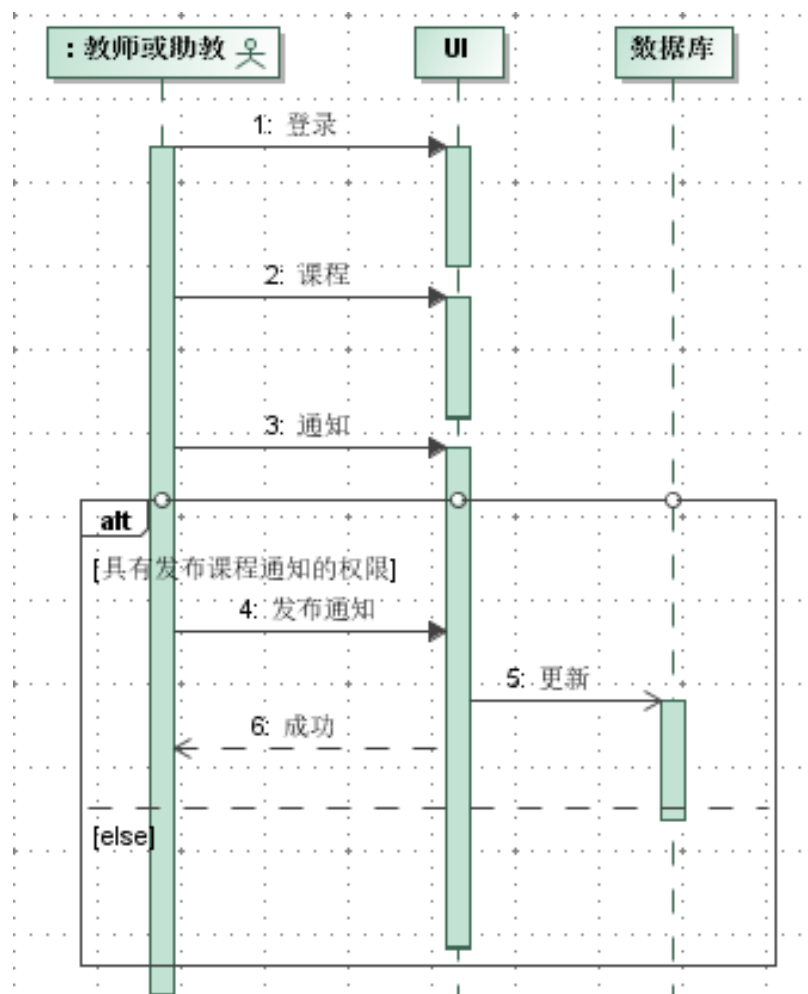 : 教师或助教
UI
数据库
1: 登录
2: 课程
3: 通知
alt
[具有发布课程通知的权限]
4: 发布通知
5: 更新
6: 成功
[else]